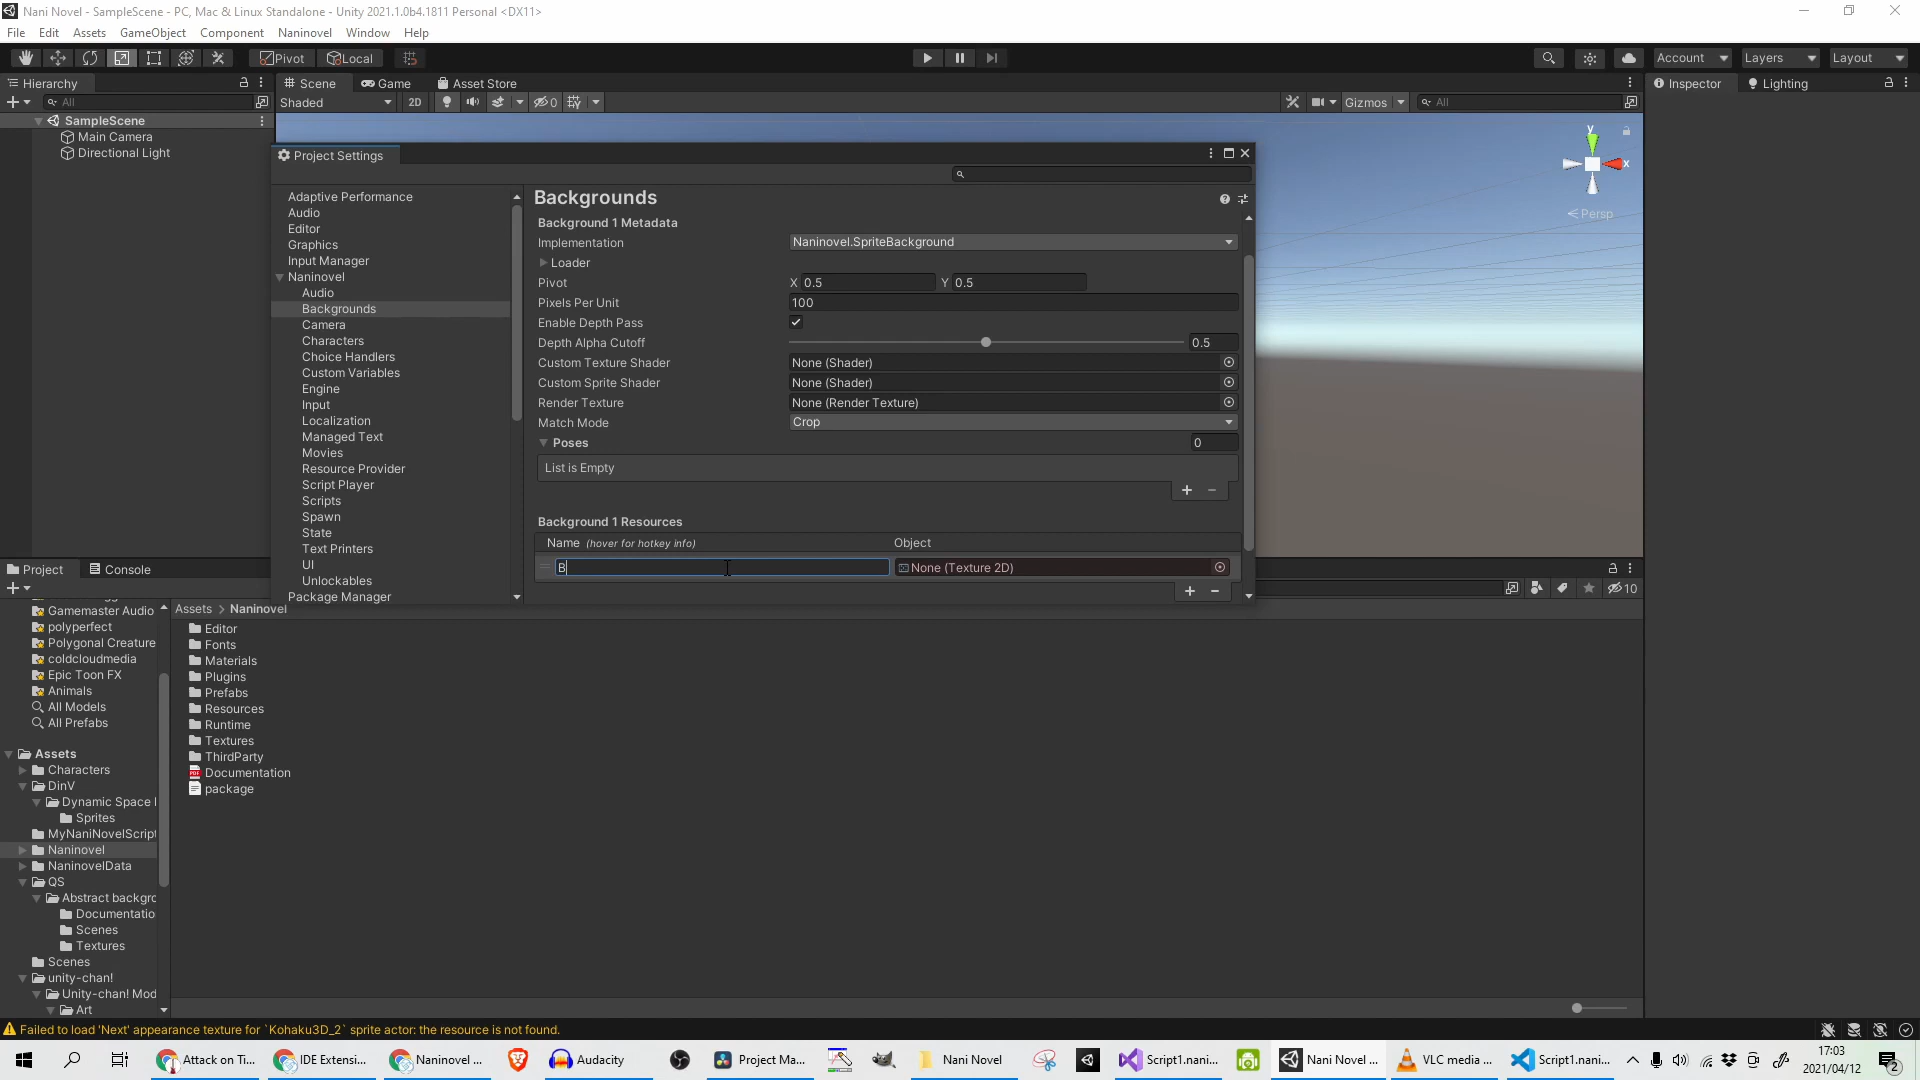 Nani Novel - SampleScene - PC, Mac & Linux Standalone - Unity 2021.1.0b4.1811 Personal <DX11>
File Edit Assets GameObject Component Naninovel Window Help
Pivot Local Account Layers Layout
Hierarchy Scene Game Asset Store Inspector Lighting
All Shaded 2D 0 Gizmos All
SampleScene
Main Camera
Directional Light
y
x
Persp
Project Settings
Adaptive Performance
Audio
Editor
Graphics
Input Manager
Naninovel
Audio
Backgrounds
Camera
Characters
Choice Handlers
Custom Variables
Engine
Input
Localization
Managed Text
Movies
Resource Provider
Script Player
Scripts
Spawn
State
Text Printers
UI
Unlockables
Package Manager
Backgrounds
Background 1 Metadata
Implementation Naninovel.SpriteBackground
Loader
Pivot X 0.5 Y 0.5
Pixels Per Unit 100
Enable Depth Pass
Depth Alpha Cutoff 0.5
Custom Texture Shader None (Shader)
Custom Sprite Shader None (Shader)
Render Texture None (Render Texture)
Match Mode Crop
Poses 0
List is Empty
Background 1 Resources
Name (hover for hotkey info) Object
B None (Texture 2D)
Project Console
10
Gamemaster Audio
polyperfect
Polygonal Creature
coldcloudmedia
Epic Toon FX
Animals
All Models
All Prefabs
Assets
Characters
DinV
Dynamic Space
Sprites
MyNaniNovelScript
Naninovel
NaninovelData
QS
Abstract backgro
Documentatio
Scenes
Textures
Scenes
unity-chan!
Unity-chan! Mod
Art
Assets > Naninovel
Editor
Fonts
Materials
Plugins
Prefabs
Resources
Runtime
Textures
ThirdParty
Documentation
package
Failed to load 'Next' appearance texture for `Kohaku3D_2` sprite actor: the resource is not found.
Attack on Ti... IDE Extensi... Naninovel ... Audacity Project Ma... Nani Novel Script1.nani... Nani Novel ... VLC media ... Script1.nani...
17:03
2021/04/12
2